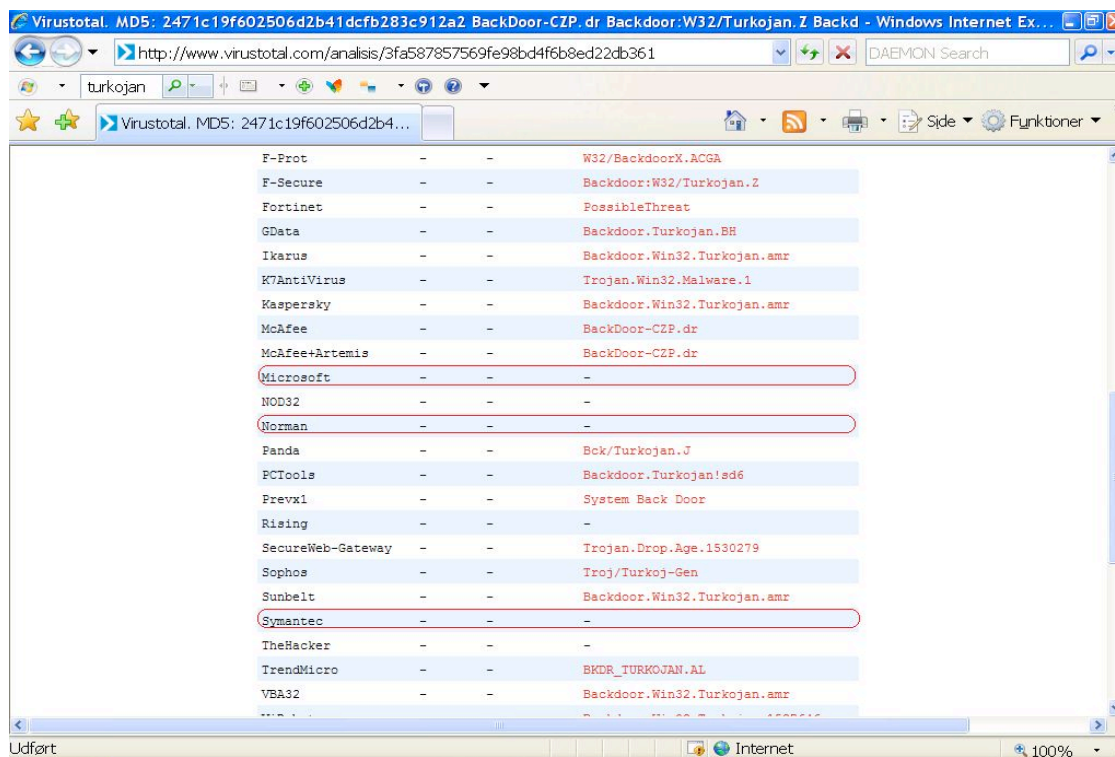 Virustotal. MD5: 2471c19f602506d2b41dcfb283c912a2 BackDoor-CZP.dr Backdoor:W32/Turkojan.Z Backd - Windows Internet Ex...
http://www.virustotal.com/analisis/3fa587857569fe98bd4f6b8ed22db361 DAEMON Search
turkojan
Virustotal. MD5: 2471c19f602506d2b4... Side Funktioner
F-Prot - - W32/BackdoorX.ACGA
F-Secure - - Backdoor:W32/Turkojan.Z
Fortinet - - PossibleThreat
GData - - Backdoor.Turkojan.BH
Ikarus - - Backdoor.Win32.Turkojan.amr
K7AntiVirus - - Trojan.Win32.Malware.1
Kaspersky - - Backdoor.Win32.Turkojan.amr
McAfee - - BackDoor-CZP.dr
McAfee+Artemis - - BackDoor-CZP.dr
Microsoft - - -
NOD32 - - -
Norman - - -
Panda - - Bck/Turkojan.J
PCTools - - Backdoor.Turkojan!sd6
Prevx1 - - System Back Door
Rising - - -
SecureWeb-Gateway - - Trojan.Drop.Age.1530279
Sophos - - Troj/Turkoj-Gen
Sunbelt - - Backdoor.Win32.Turkojan.amr
Symantec - - -
TheHacker - - -
TrendMicro - - BKDR_TURKOJAN.AL
VBA32 - - Backdoor.Win32.Turkojan.amr
Udført Internet 100%